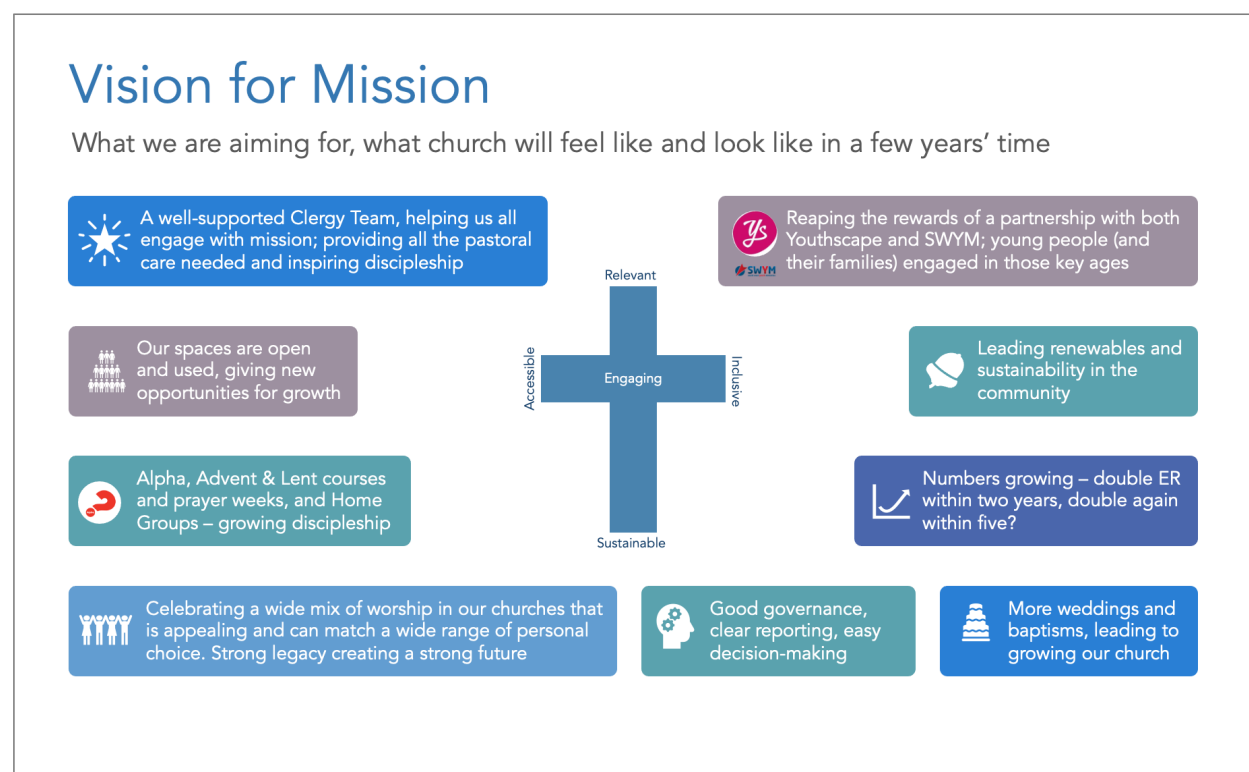 Vision for Mission
What we are aiming for, what church will feel like and look like in a few years’ time
A well-supported Clergy Team, helping us all
engage with mission; providing all the pastoral
care needed and inspiring discipleship
Ys
SWYM
Reaping the rewards of a partnership with both
Youthscape and SWYM; young people (and
their families) engaged in those key ages
Our spaces are open
and used, giving new
opportunities for growth
Relevant
Accessible
Engaging
Inclusive
Sustainable
Leading renewables and
sustainability in the
community
Alpha, Advent & Lent courses
and prayer weeks, and Home
Groups – growing discipleship
Numbers growing – double ER
within two years, double again
within five?
Celebrating a wide mix of worship in our churches that
is appealing and can match a wide range of personal
choice. Strong legacy creating a strong future
Good governance,
clear reporting, easy
decision-making
More weddings and
baptisms, leading to
growing our church